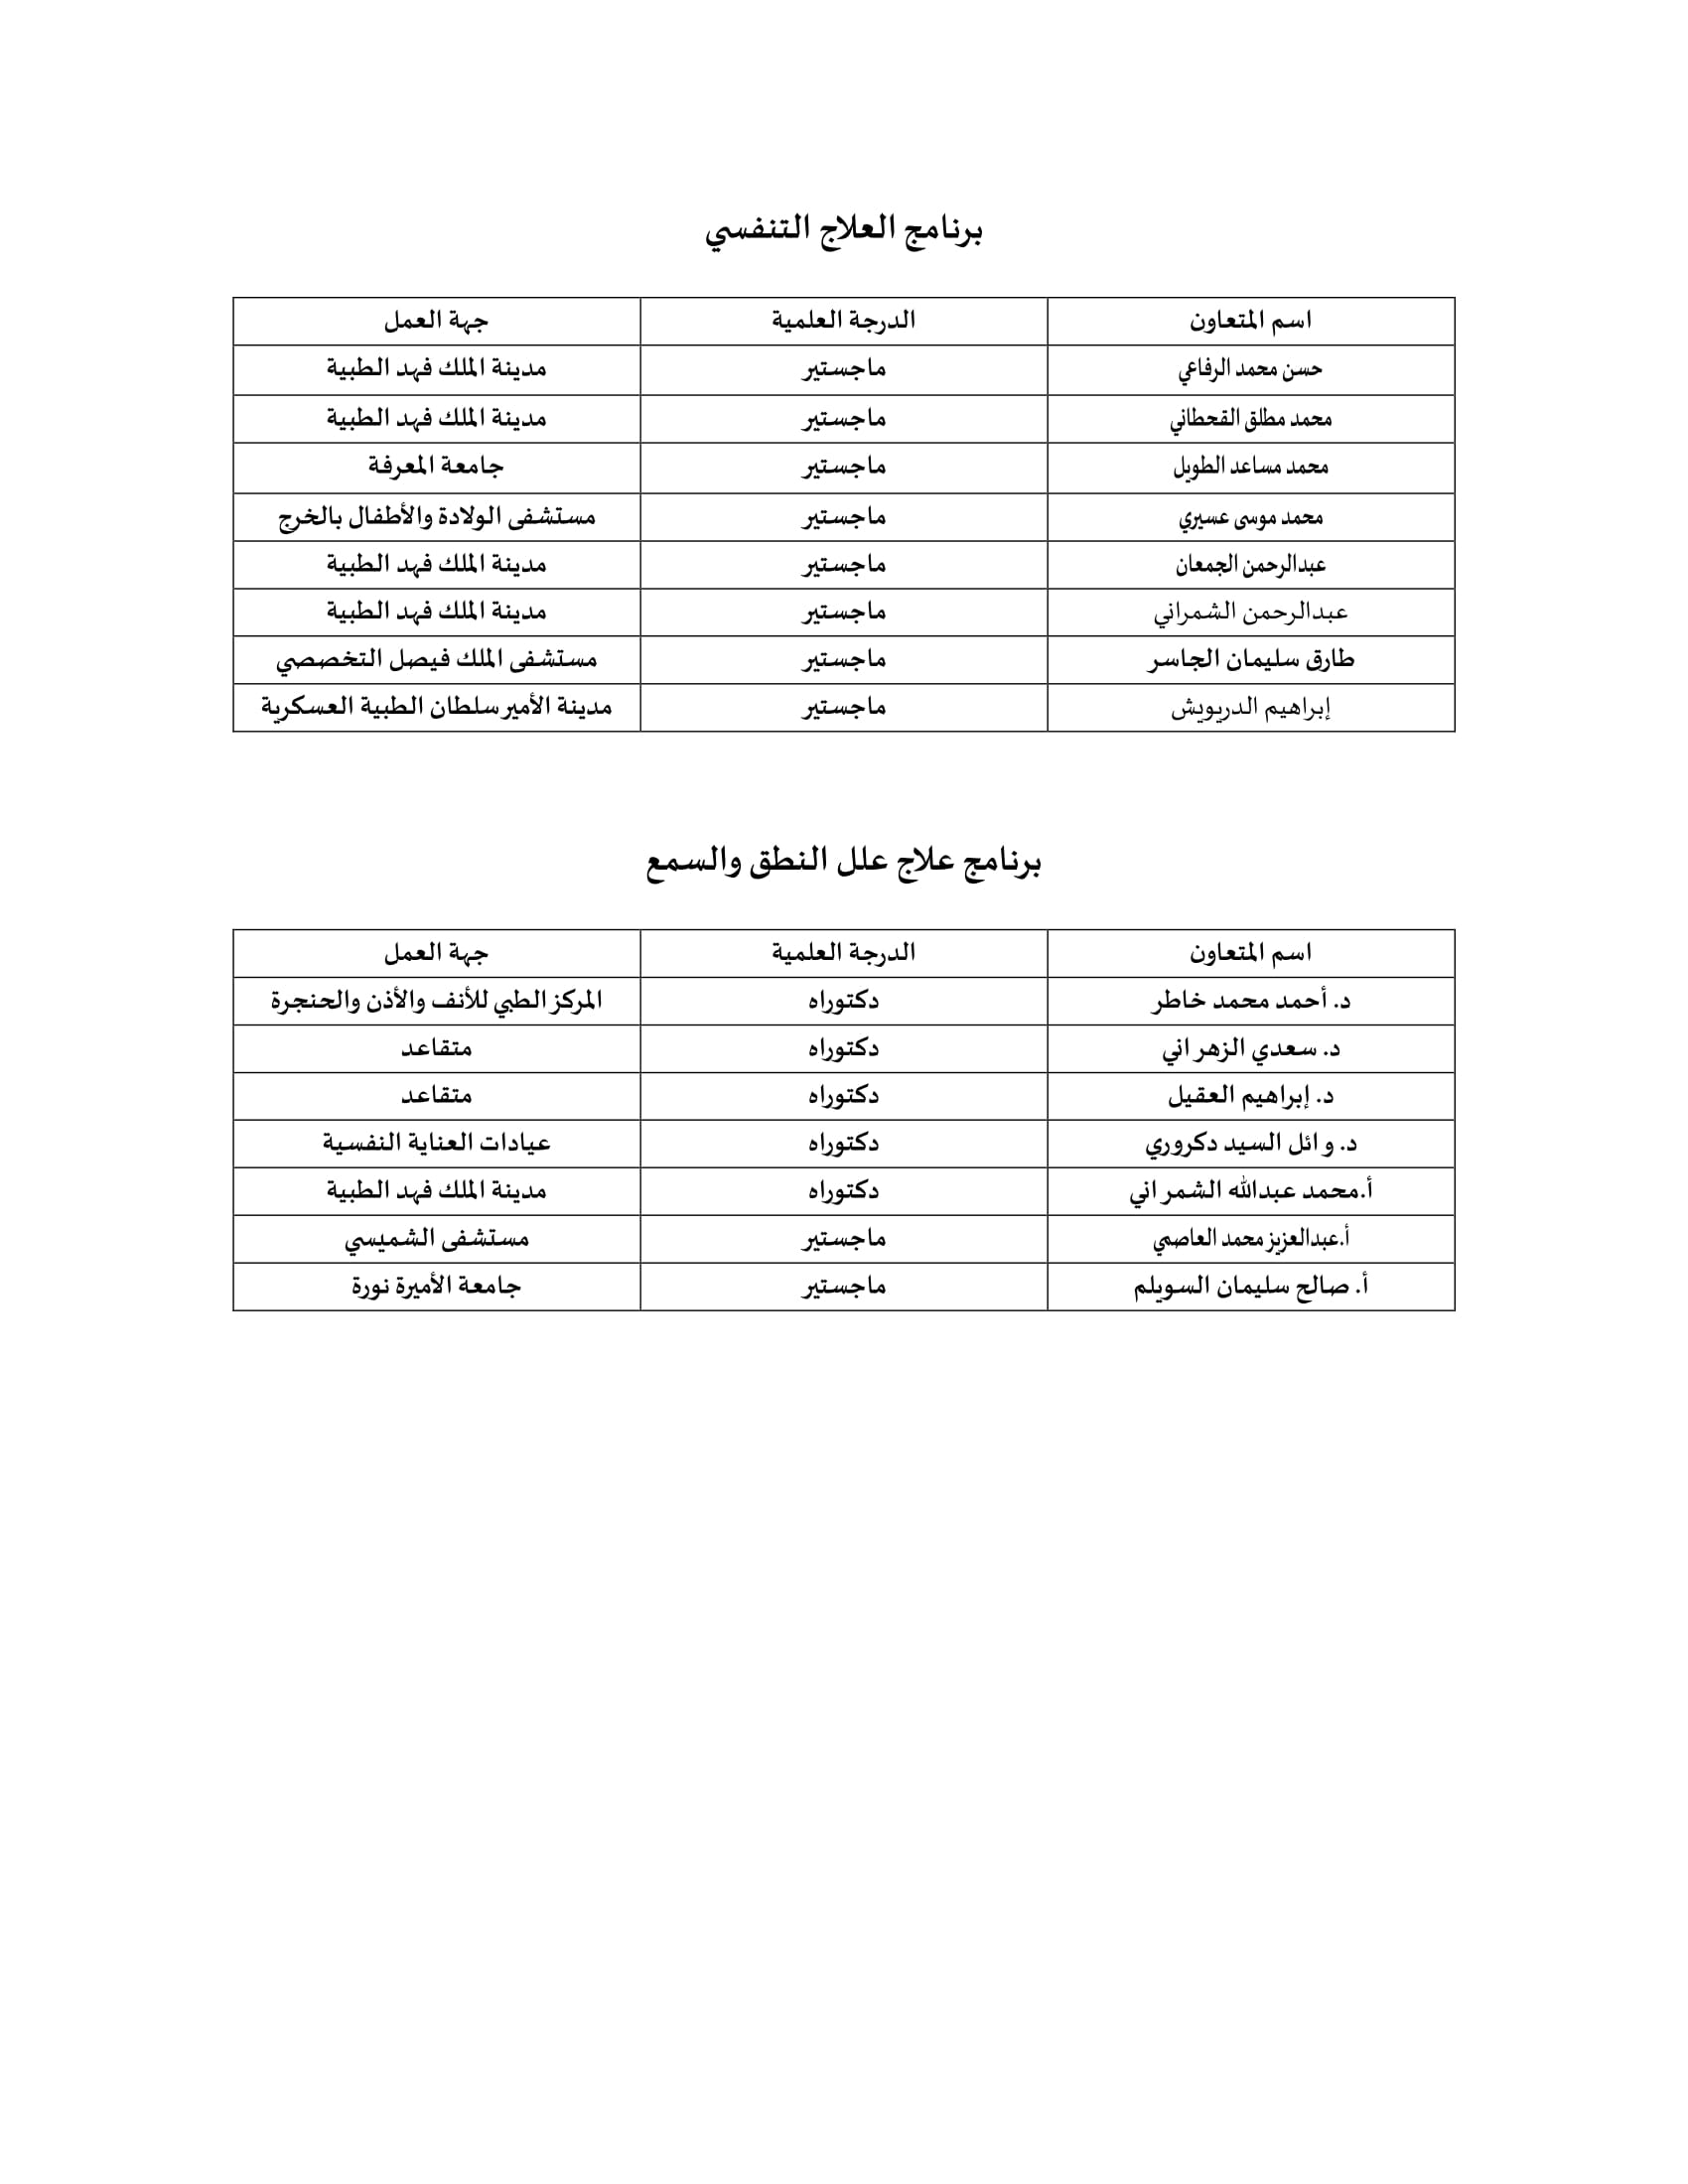 برنامج العلاج التنفسي
اسم المتعاون الدرجة العلمية جهة العمل
حسن محمد الرفاعي ماجستير مدينة الملك فهد الطبية
محمد مطلق القحطاني ماجستير مدينة الملك فهد الطبية
محمد مساعد الطويل ماجستير جامعة المعرفة
محمد موسى عسيري ماجستير مستشفى الولادة والأطفال بالخرج
عبدالرحمن الجمعان ماجستير مدينة الملك فهد الطبية
عبدالرحمن الشمراني ماجستير مدينة الملك فهد الطبية
طارق سليمان الجاسر ماجستير مستشفى الملك فيصل التخصصي
إبراهيم الدريويش ماجستير مدينة الأمير سلطان الطبية العسكرية
برنامج علاج علل النطق والسمع
اسم المتعاون الدرجة العلمية جهة العمل
د. أحمد محمد خاطر دكتوراه المركز الطبي للأنف والأذن والحنجرة
د. سعدي الزهراني دكتوراه متقاعد
د. إبراهيم العقيل دكتوراه متقاعد
د. وائل السيد دكروري دكتوراه عيادات العناية النفسية
أ.محمد عبدالله الشمراني دكتوراه مدينة الملك فهد الطبية
أ.عبدالعزيز محمد العاصمي ماجستير مستشفى الشميسي
أ. صالح سليمان السويلم ماجستير جامعة الأميرة نورة